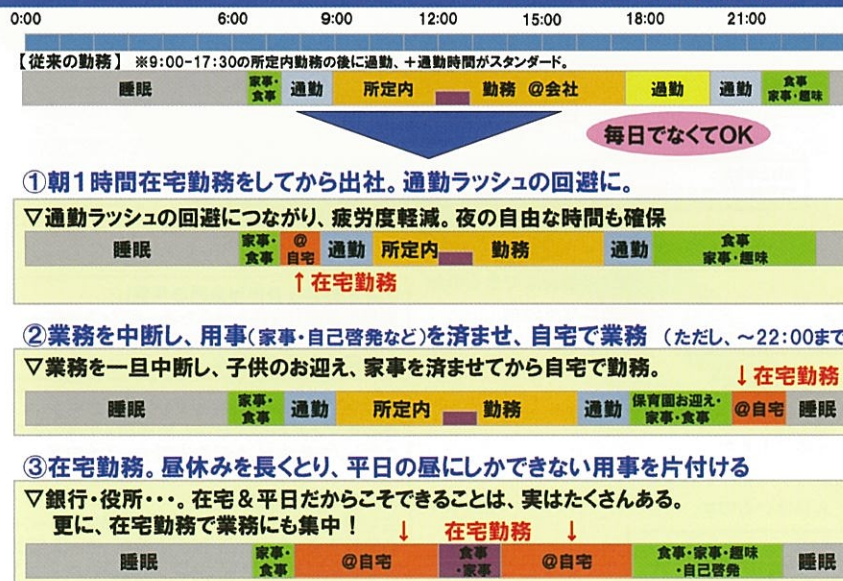 0:00 6:00 9:00 12:00 15:00 18:00 21:00
【従来の勤務】 ※9:00-17:30の所定内勤務の後に過勤、+通勤時間がスタンダード。
睡眠 家事・食事 通勤 所定内 勤務 @会社 過勤 通勤 食事 家事・趣味
毎日でなくてOK
①朝1時間在宅勤務をしてから出社。通勤ラッシュの回避に。
▽通勤ラッシュの回避につながり、疲労度軽減。夜の自由な時間も確保
睡眠 家事・食事 @自宅 通勤 所定内 勤務 通勤 食事 家事・趣味
↑在宅勤務
②業務を中断し、用事(家事・自己啓発など)を済ませ、自宅で業務 (ただし、~22:00まで
▽業務を一旦中断し、子供のお迎え、家事を済ませてから自宅で勤務。
↓在宅勤務
睡眠 家事・食事 通勤 所定内 勤務 通勤 保育園お迎え・家事・食事 @自宅 睡眠
③在宅勤務。昼休みを長くとり、平日の昼にしかできない用事を片付ける
▽銀行・役所・・・。在宅&平日だからこそできることは、実はたくさんある。
更に、在宅勤務で業務にも集中!
↓ 在宅勤務 ↓
睡眠 家事・食事 @自宅 食事・家事 @自宅 食事・家事・趣味・自己啓発 睡眠